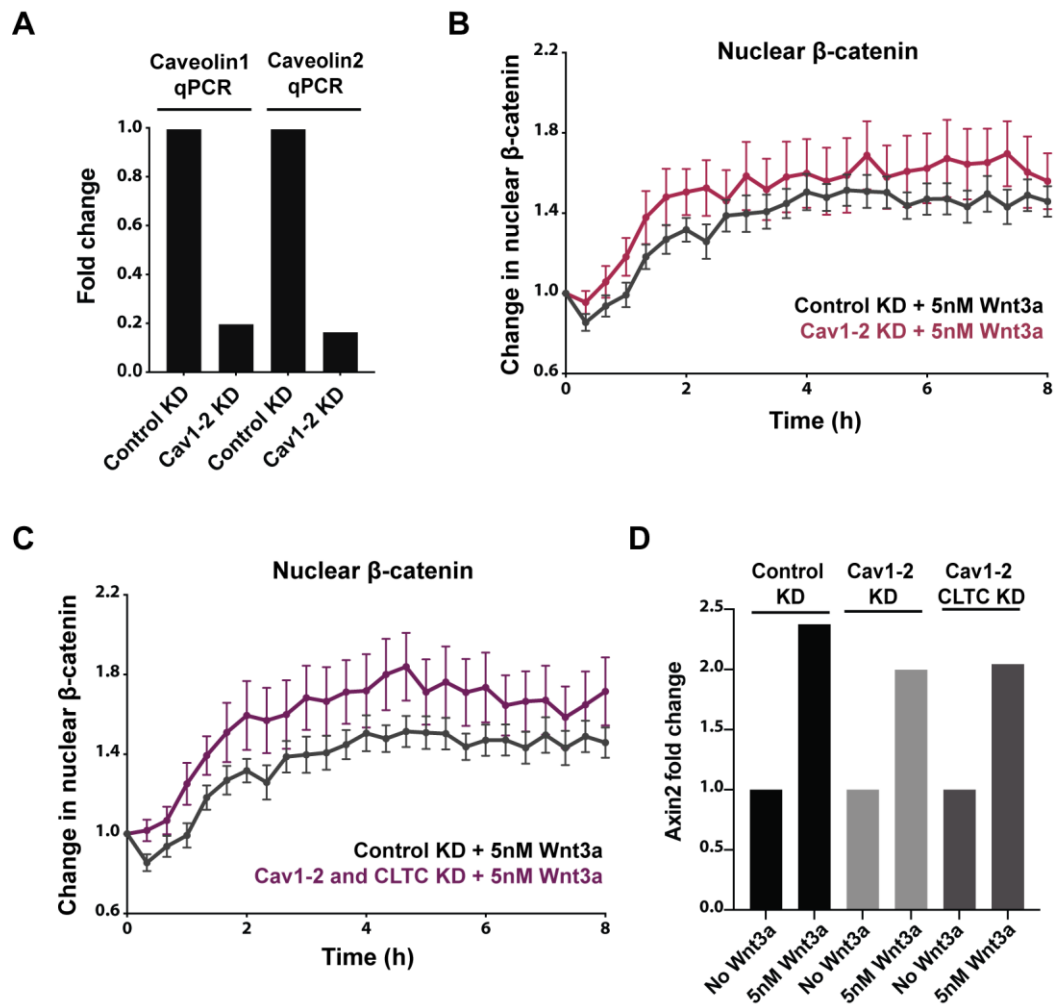 A
Caveolin1 Caveolin2
qPCR qPCR
Fold change
1.0
0.8
0.6
0.4
0.2
0.0
Control KD
Cav1-2 KD
Control KD
Cav1-2 KD
B
Nuclear β-catenin
Change in nuclear β-catenin
2.2
1.8
1.4
1.0
0.6
Control KD + 5nM Wnt3a
Cav1-2 KD + 5nM Wnt3a
0 2 4 6 8
Time (h)
C
Nuclear β-catenin
Change in nuclear β-catenin
2.2
1.8
1.4
1.0
0.6
Control KD + 5nM Wnt3a
Cav1-2 and CLTC KD + 5nM Wnt3a
0 2 4 6 8
Time (h)
D
Control Cav1-2 Cav1-2
KD KD CLTC KD
Axin2 fold change
2.5
2.0
1.5
1.0
0.5
0.0
No Wnt3a
5nM Wnt3a
No Wnt3a
5nM Wnt3a
No Wnt3a
5nM Wnt3a